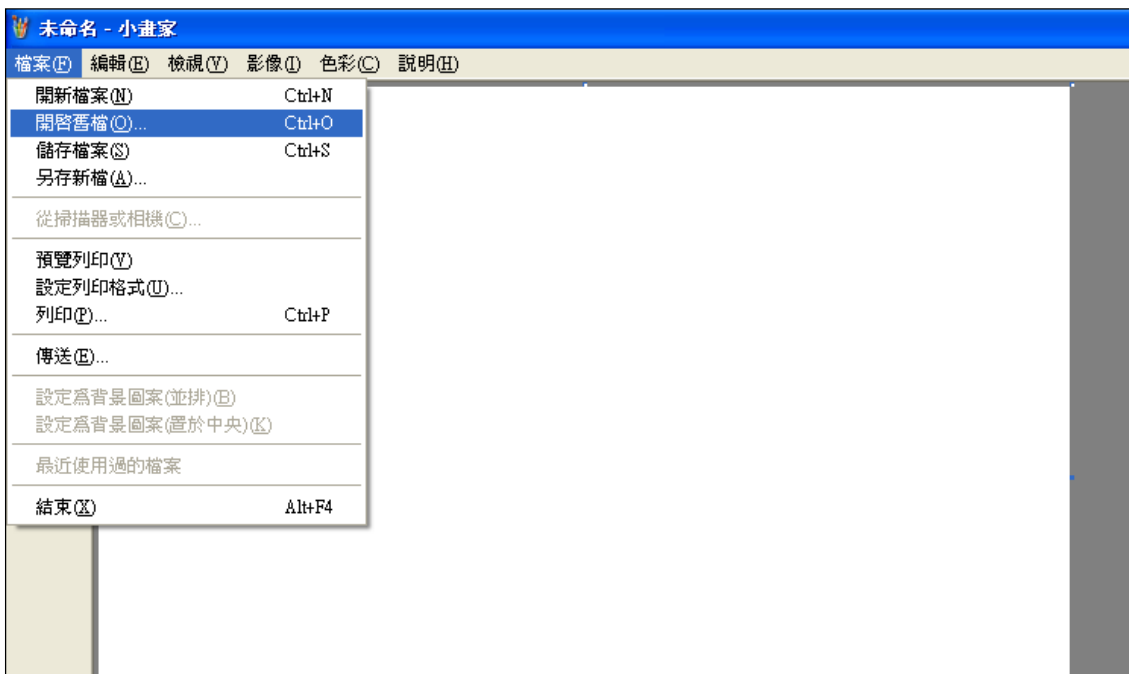 未命名 - 小畫家
檔案(F) 編輯(E) 檢視(V) 影像(I) 色彩(C) 說明(H)
開新檔案(N) Ctrl+N
開啓舊檔(O)... Ctrl+O
儲存檔案(S) Ctrl+S
另存新檔(A)...
從掃描器或相機(C)...
預覽列印(V)
設定列印格式(U)...
列印(P)... Ctrl+P
傳送(E)...
設定爲背景圖案(並排)(B)
設定爲背景圖案(置於中央)(K)
最近使用過的檔案
結束(X) Alt+F4